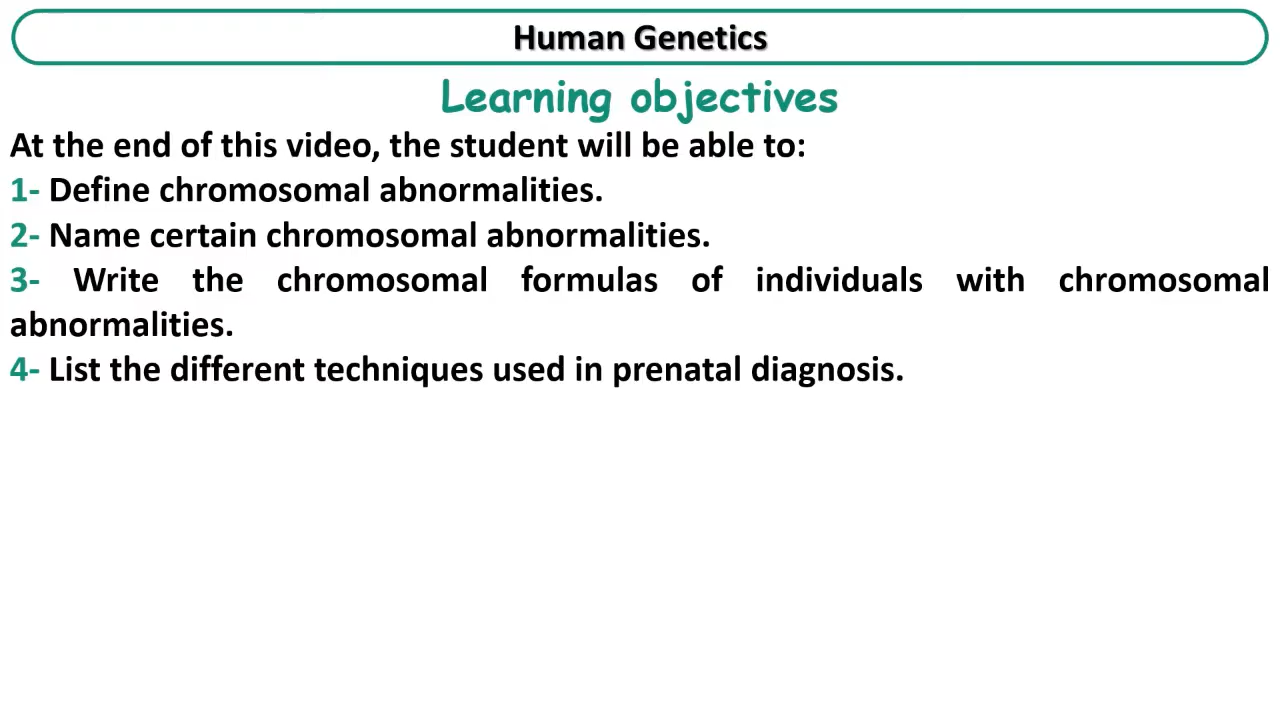 Human Genetics
Learning objectives
At the end of this video, the student will be able to:
1- Define chromosomal abnormalities.
2- Name certain chromosomal abnormalities.
3- Write the chromosomal formulas of individuals with chromosomal
abnormalities.
4- List the different techniques used in prenatal diagnosis.